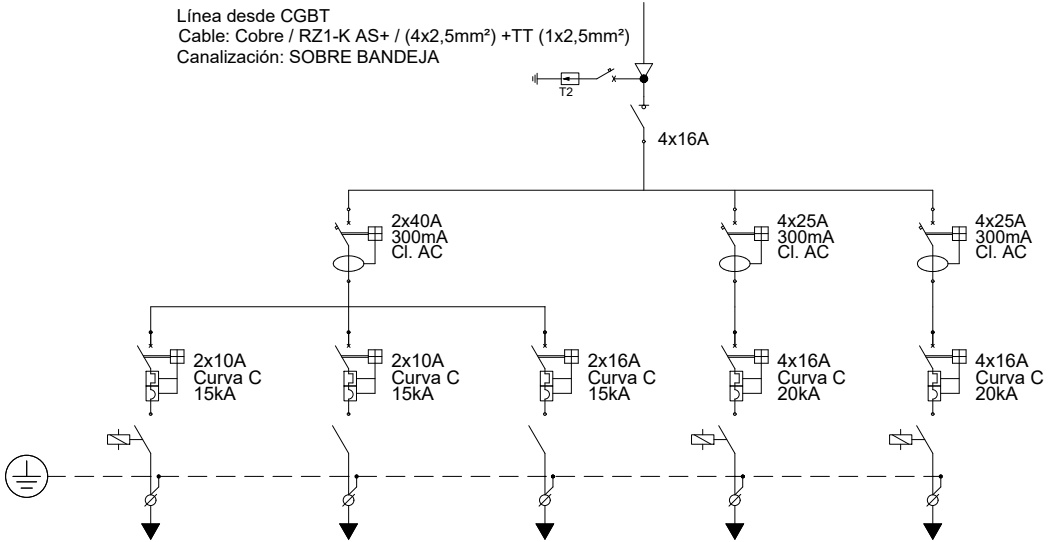 Línea desde CGBT
Cable: Cobre / RZ1-K AS+ / (4x2,5mm²) +TT (1x2,5mm²)
Canalización: SOBRE BANDEJA
T2
4x16A
2x40A
300mA
Cl. AC
4x25A
300mA
Cl. AC
4x25A
300mA
Cl. AC
2x10A
Curva C
15kA
2x10A
Curva C
15kA
2x16A
Curva C
15kA
4x16A
Curva C
20kA
4x16A
Curva C
20kA